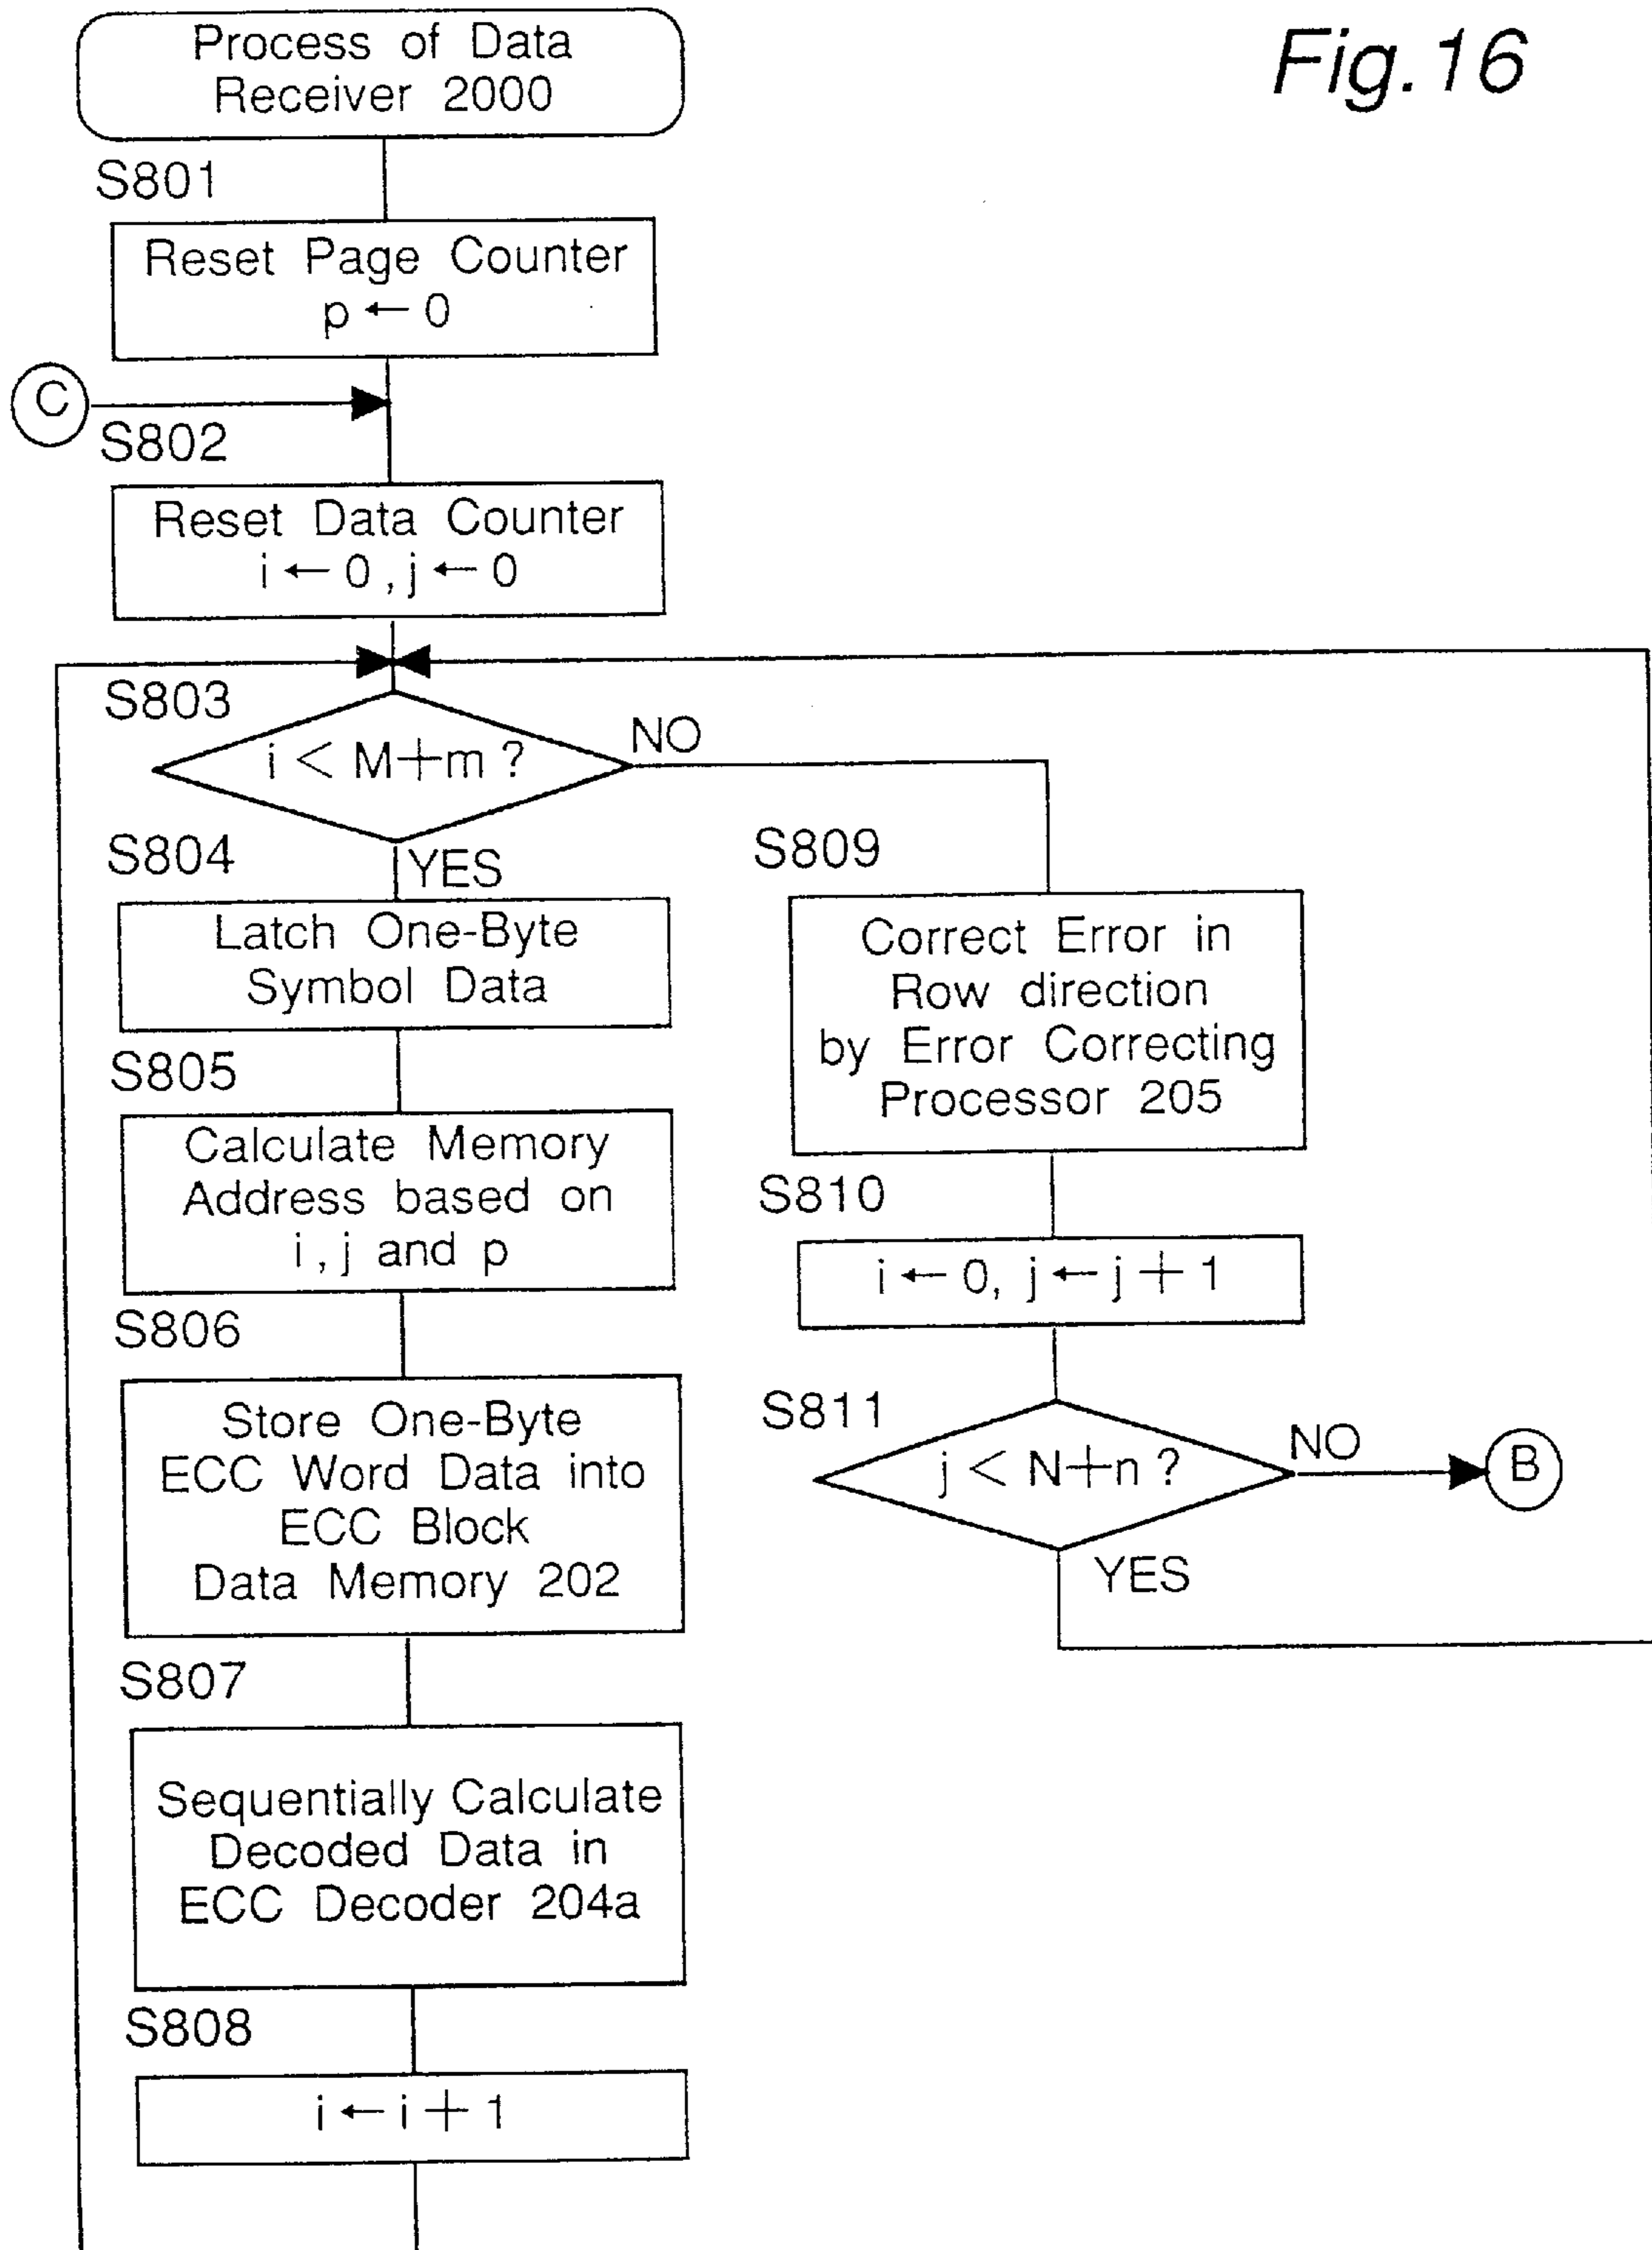 Fig.16
Process of Data
Receiver 2000
S801
Reset Page Counter
p ← 0
C
S802
Reset Data Counter
i ← 0 , j ← 0
S803
i < M+m ?
NO
S804
YES
Latch One-Byte
Symbol Data
S805
Calculate Memory
Address based on
i , j and p
S806
Store One-Byte
ECC Word Data into
ECC Block
Data Memory 202
S807
Sequentially Calculate
Decoded Data in
ECC Decoder 204a
S808
i ← i + 1
S809
Correct Error in
Row direction
by Error Correcting
Processor 205
S810
i ← 0, j ← j + 1
S811
j < N+n ?
NO
B
YES